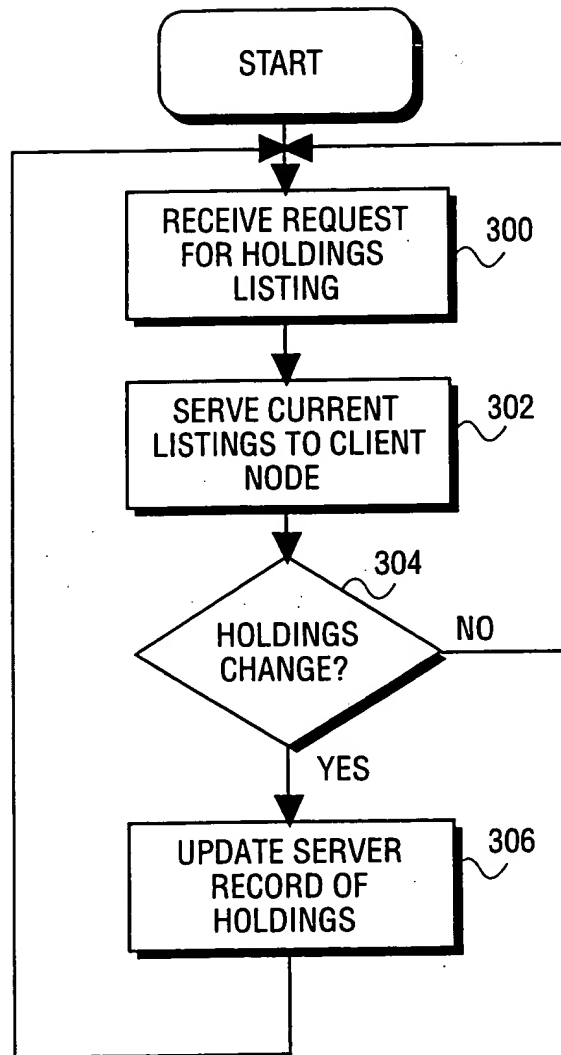 START
RECEIVE REQUEST
FOR HOLDINGS
LISTING
300
SERVE CURRENT
LISTINGS TO CLIENT
NODE
302
304
HOLDINGS
CHANGE?
NO
YES
UPDATE SERVER
RECORD OF
HOLDINGS
306